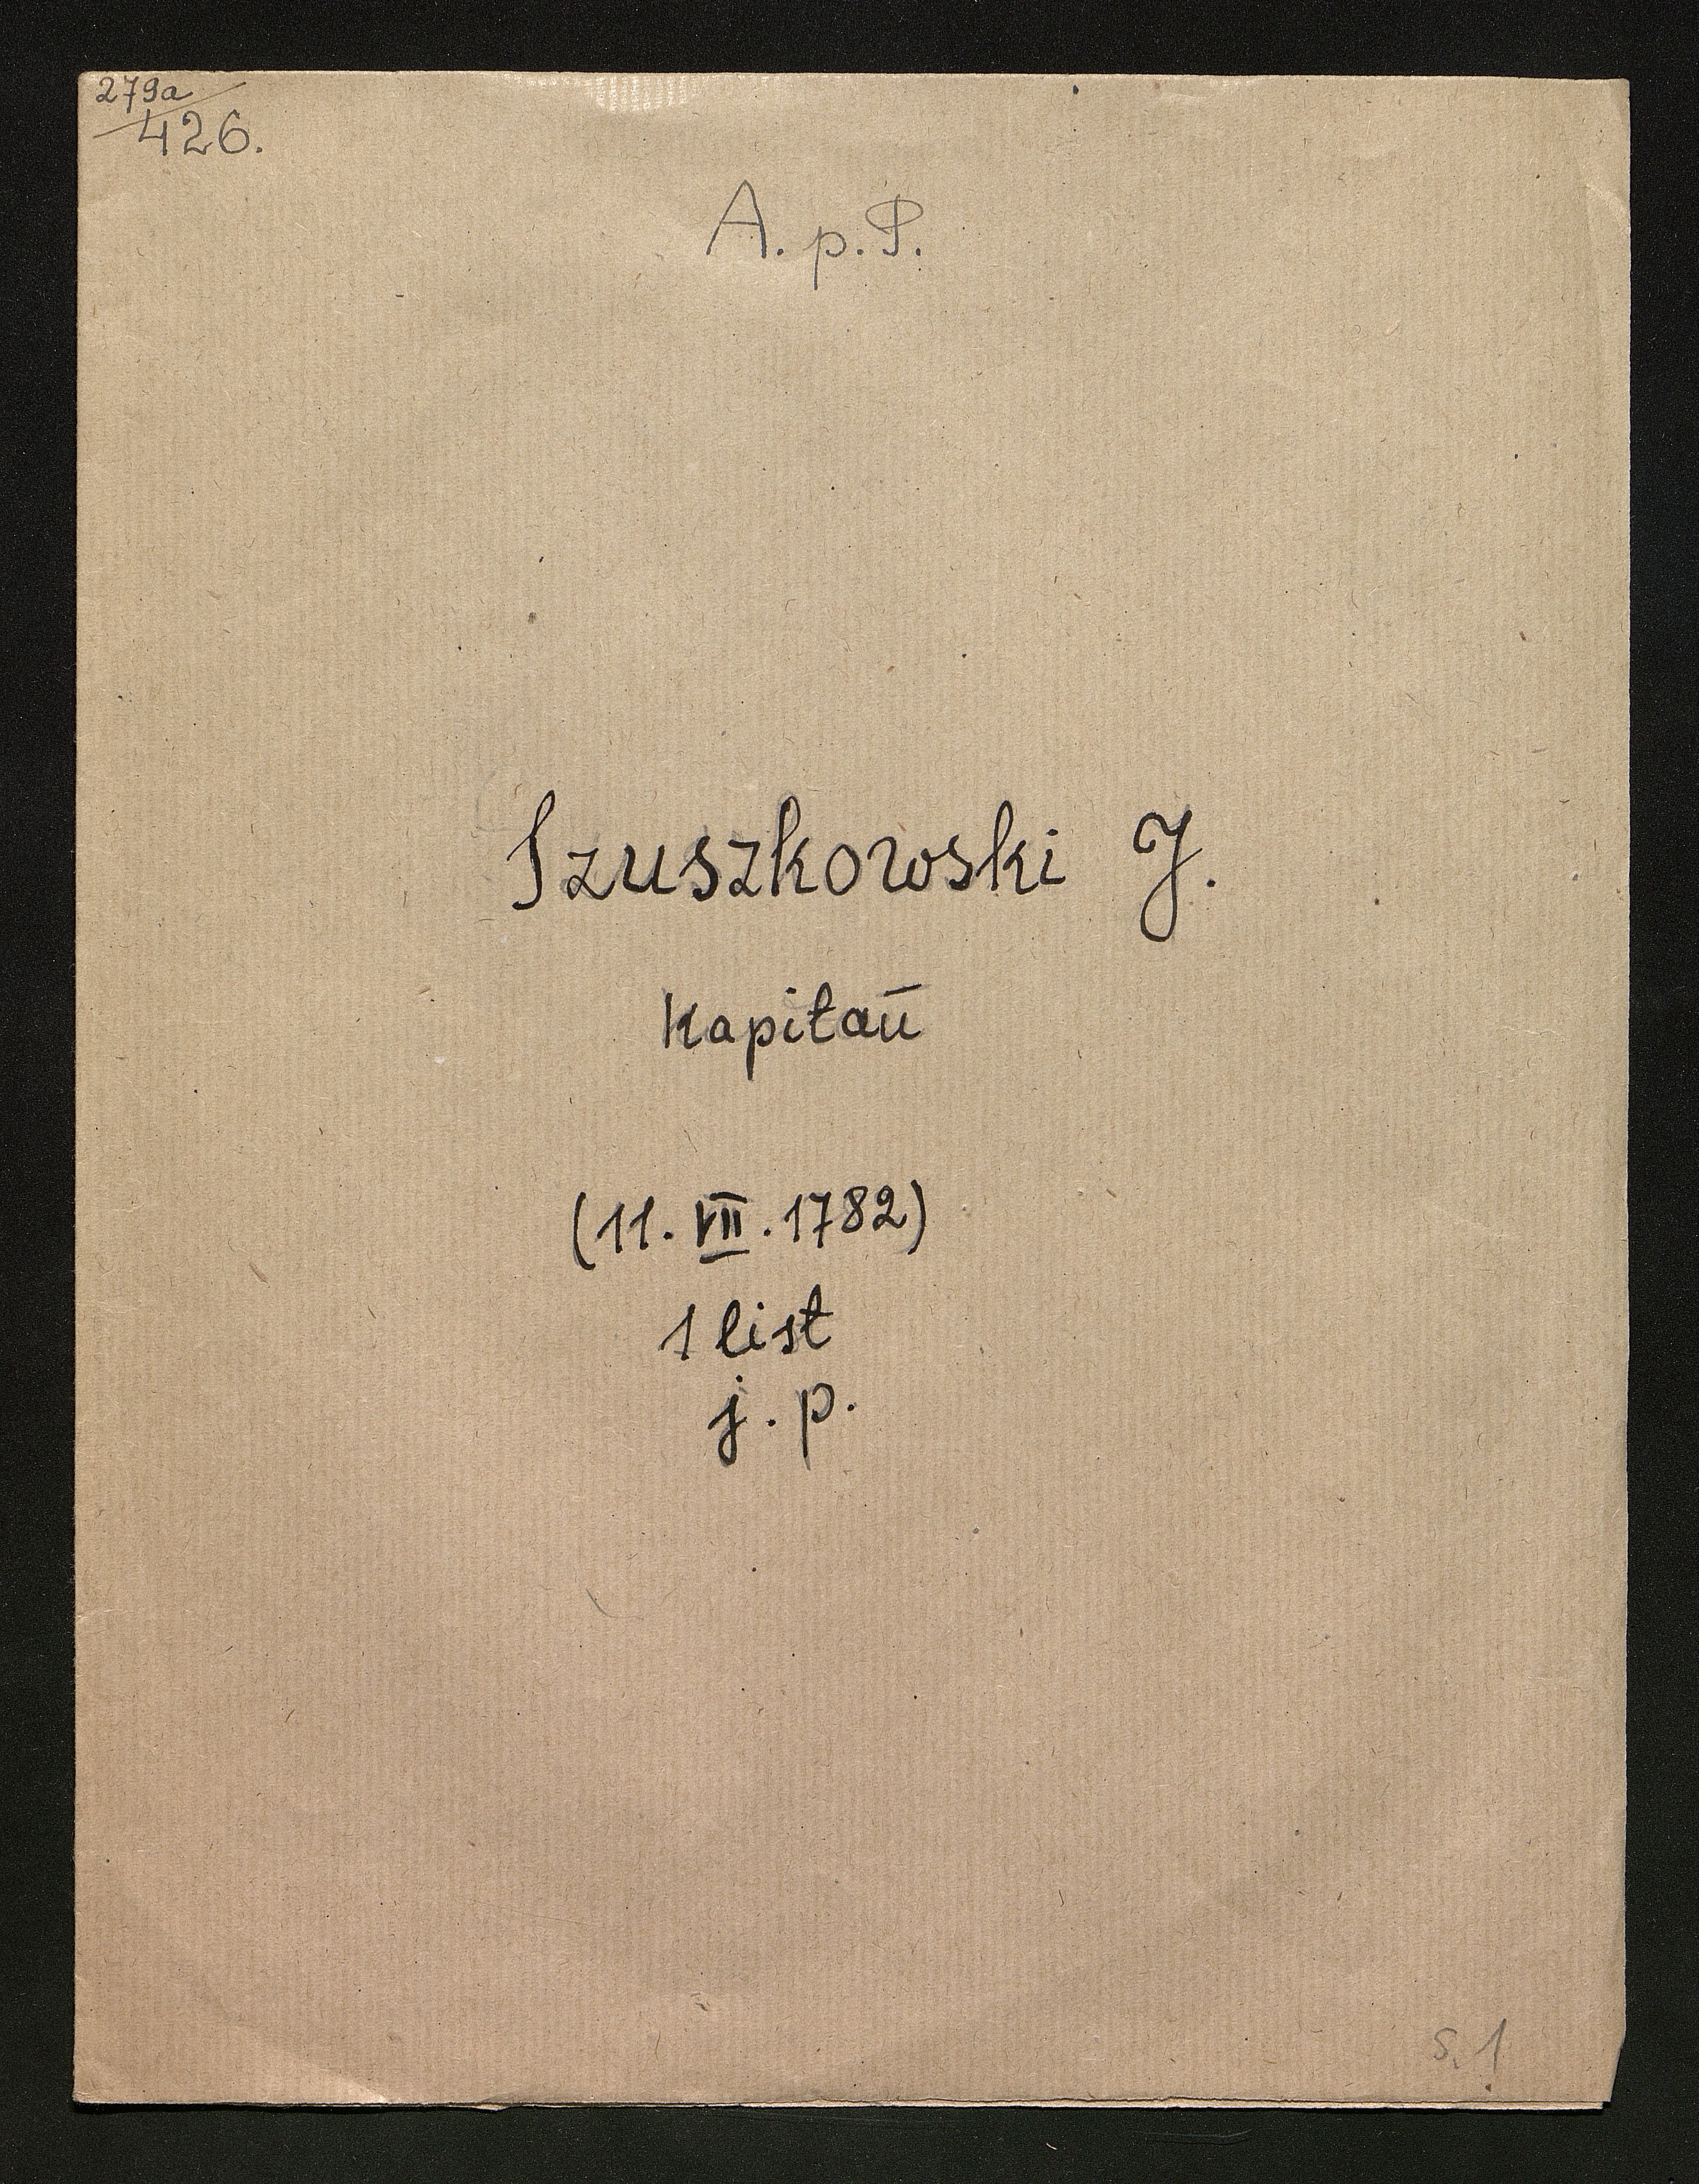 279a
426.
A. p. P.
Szuszkowski J.
Kapitan
(11. VII. 1782)
1 list
j. p.
s. 1